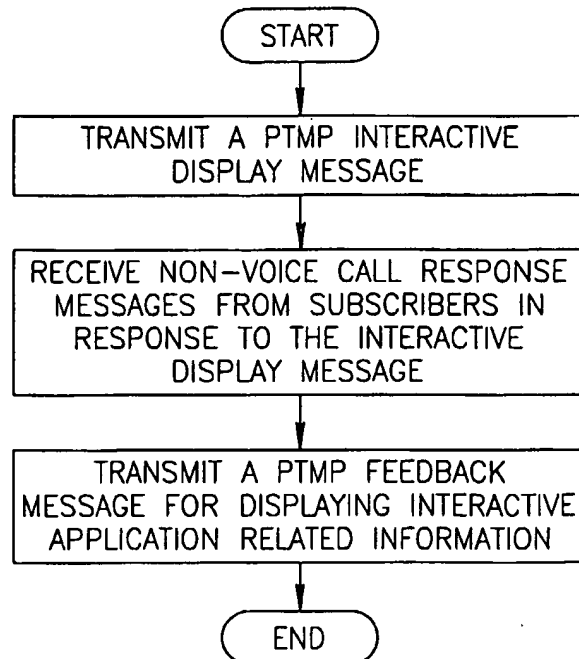 START
TRANSMIT A PTMP INTERACTIVE
DISPLAY MESSAGE
RECEIVE NON-VOICE CALL RESPONSE
MESSAGES FROM SUBSCRIBERS IN
RESPONSE TO THE INTERACTIVE
DISPLAY MESSAGE
TRANSMIT A PTMP FEEDBACK
MESSAGE FOR DISPLAYING INTERACTIVE
APPLICATION RELATED INFORMATION
END